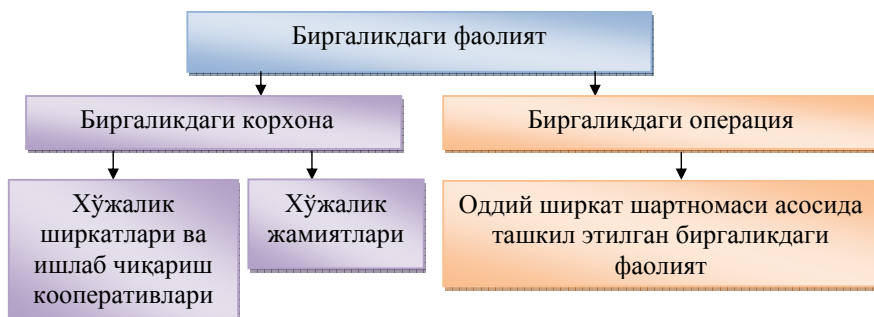 Биргаликдаги фаолият
Биргаликдаги корхона
Биргаликдаги операция
Хўжалик
ширкатлари ва
ишлаб чиқариш
кооперативлари
Хўжалик
жамиятлари
Оддий ширкат шартномаси асосида
ташкил этилган биргаликдаги
фаолият